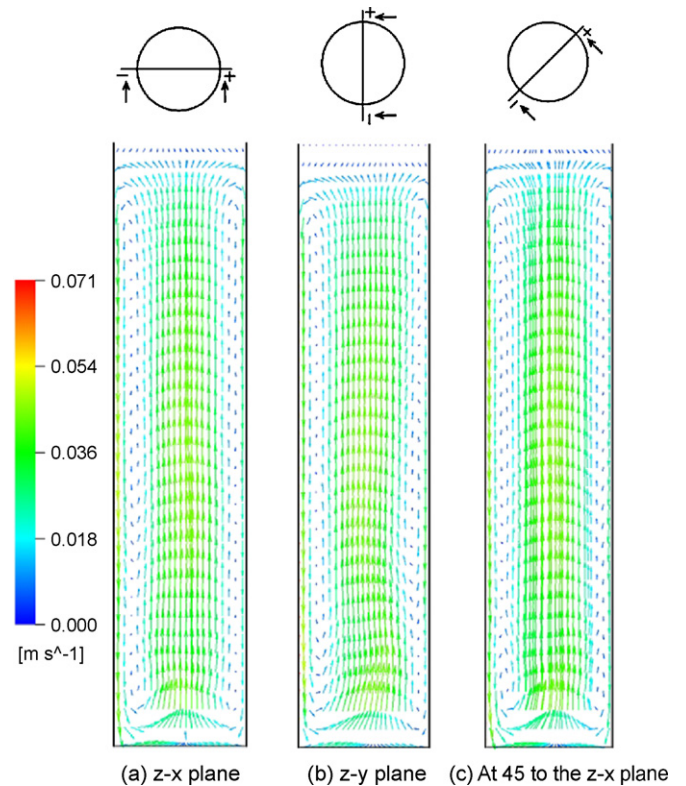 - +
+
-
+
-
0.071
0.054
0.036
0.018
0.000
[m s^-1]
(a) z-x plane
(b) z-y plane
(c) At 45 to the z-x plane